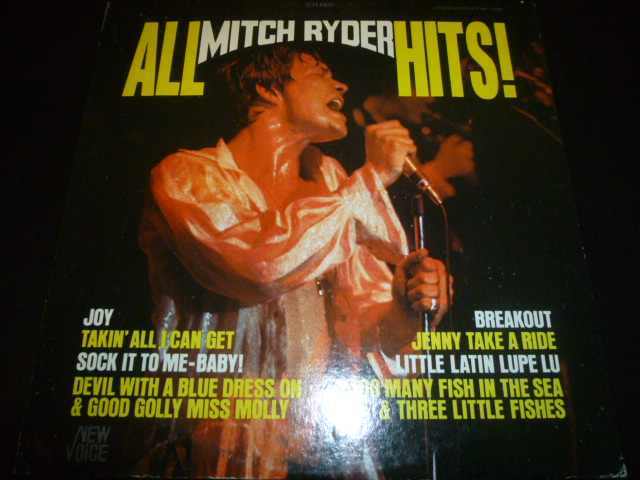 STEREO
ALL MITCH RYDER HITS!
JOY
TAKIN' ALL I CAN GET
SOCK IT TO ME-BABY!
DEVIL WITH A BLUE DRESS ON
& GOOD GOLLY MISS MOLLY
BREAKOUT
JENNY TAKE A RIDE
LITTLE LATIN LUPE LU
MANY FISH IN THE SEA
& THREE LITTLE FISHES
NEW
VOICE